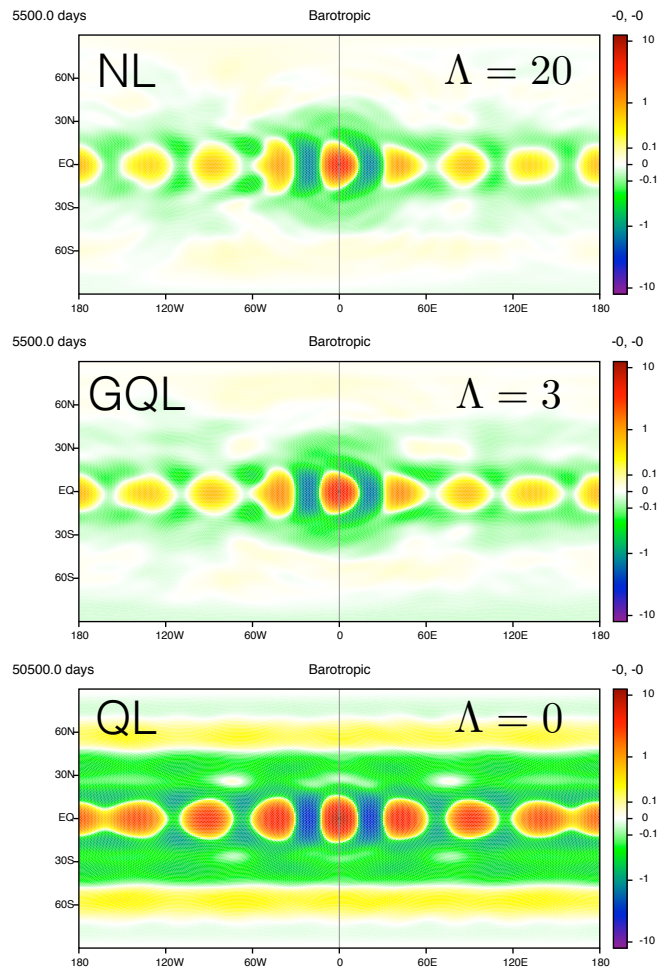 5500.0 days Barotropic -0, -0
NL Λ = 20
60N
30N
EQ
30S
60S
180 120W 60W 0 60E 120E 180
10
1
0.1
0
-0.1
-1
-10
5500.0 days Barotropic -0, -0
GQL Λ = 3
60N
30N
EQ
30S
60S
180 120W 60W 0 60E 120E 180
10
1
0.1
0
-0.1
-1
-10
50500.0 days Barotropic -0, -0
QL Λ = 0
60N
30N
EQ
30S
60S
180 120W 60W 0 60E 120E 180
10
1
0.1
0
-0.1
-1
-10